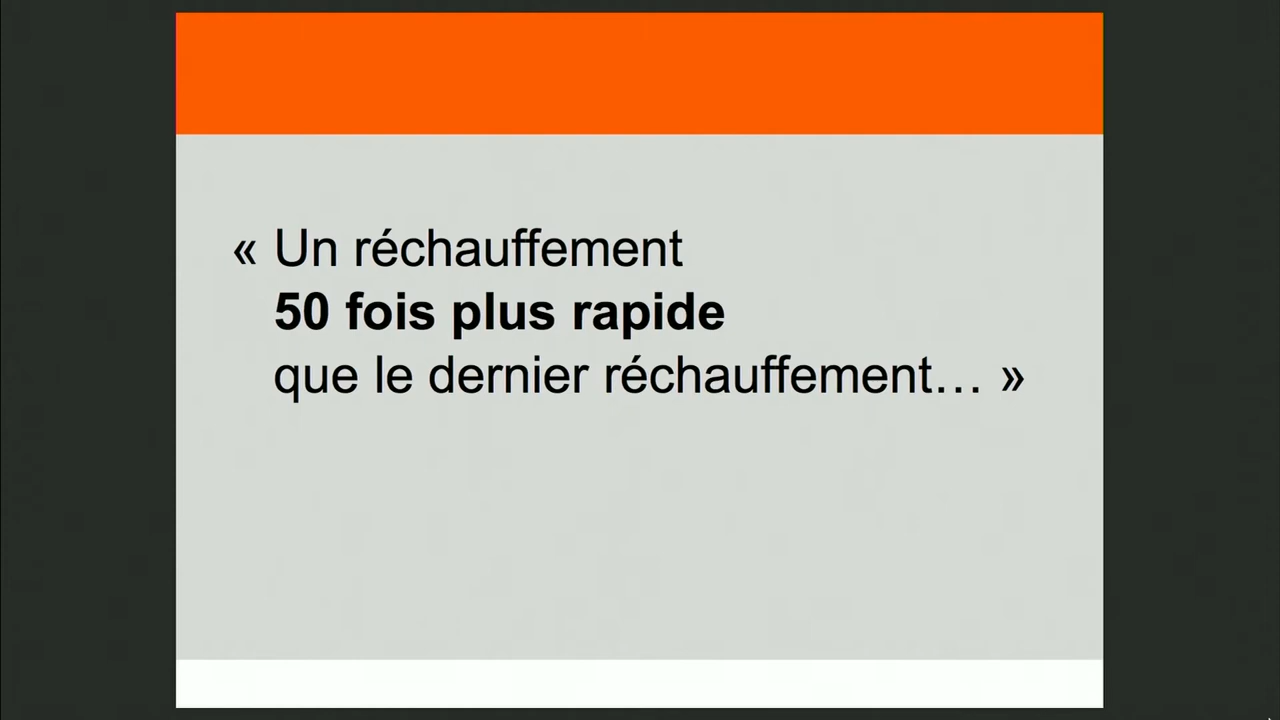 « Un réchauffement
50 fois plus rapide
que le dernier réchauffement… »